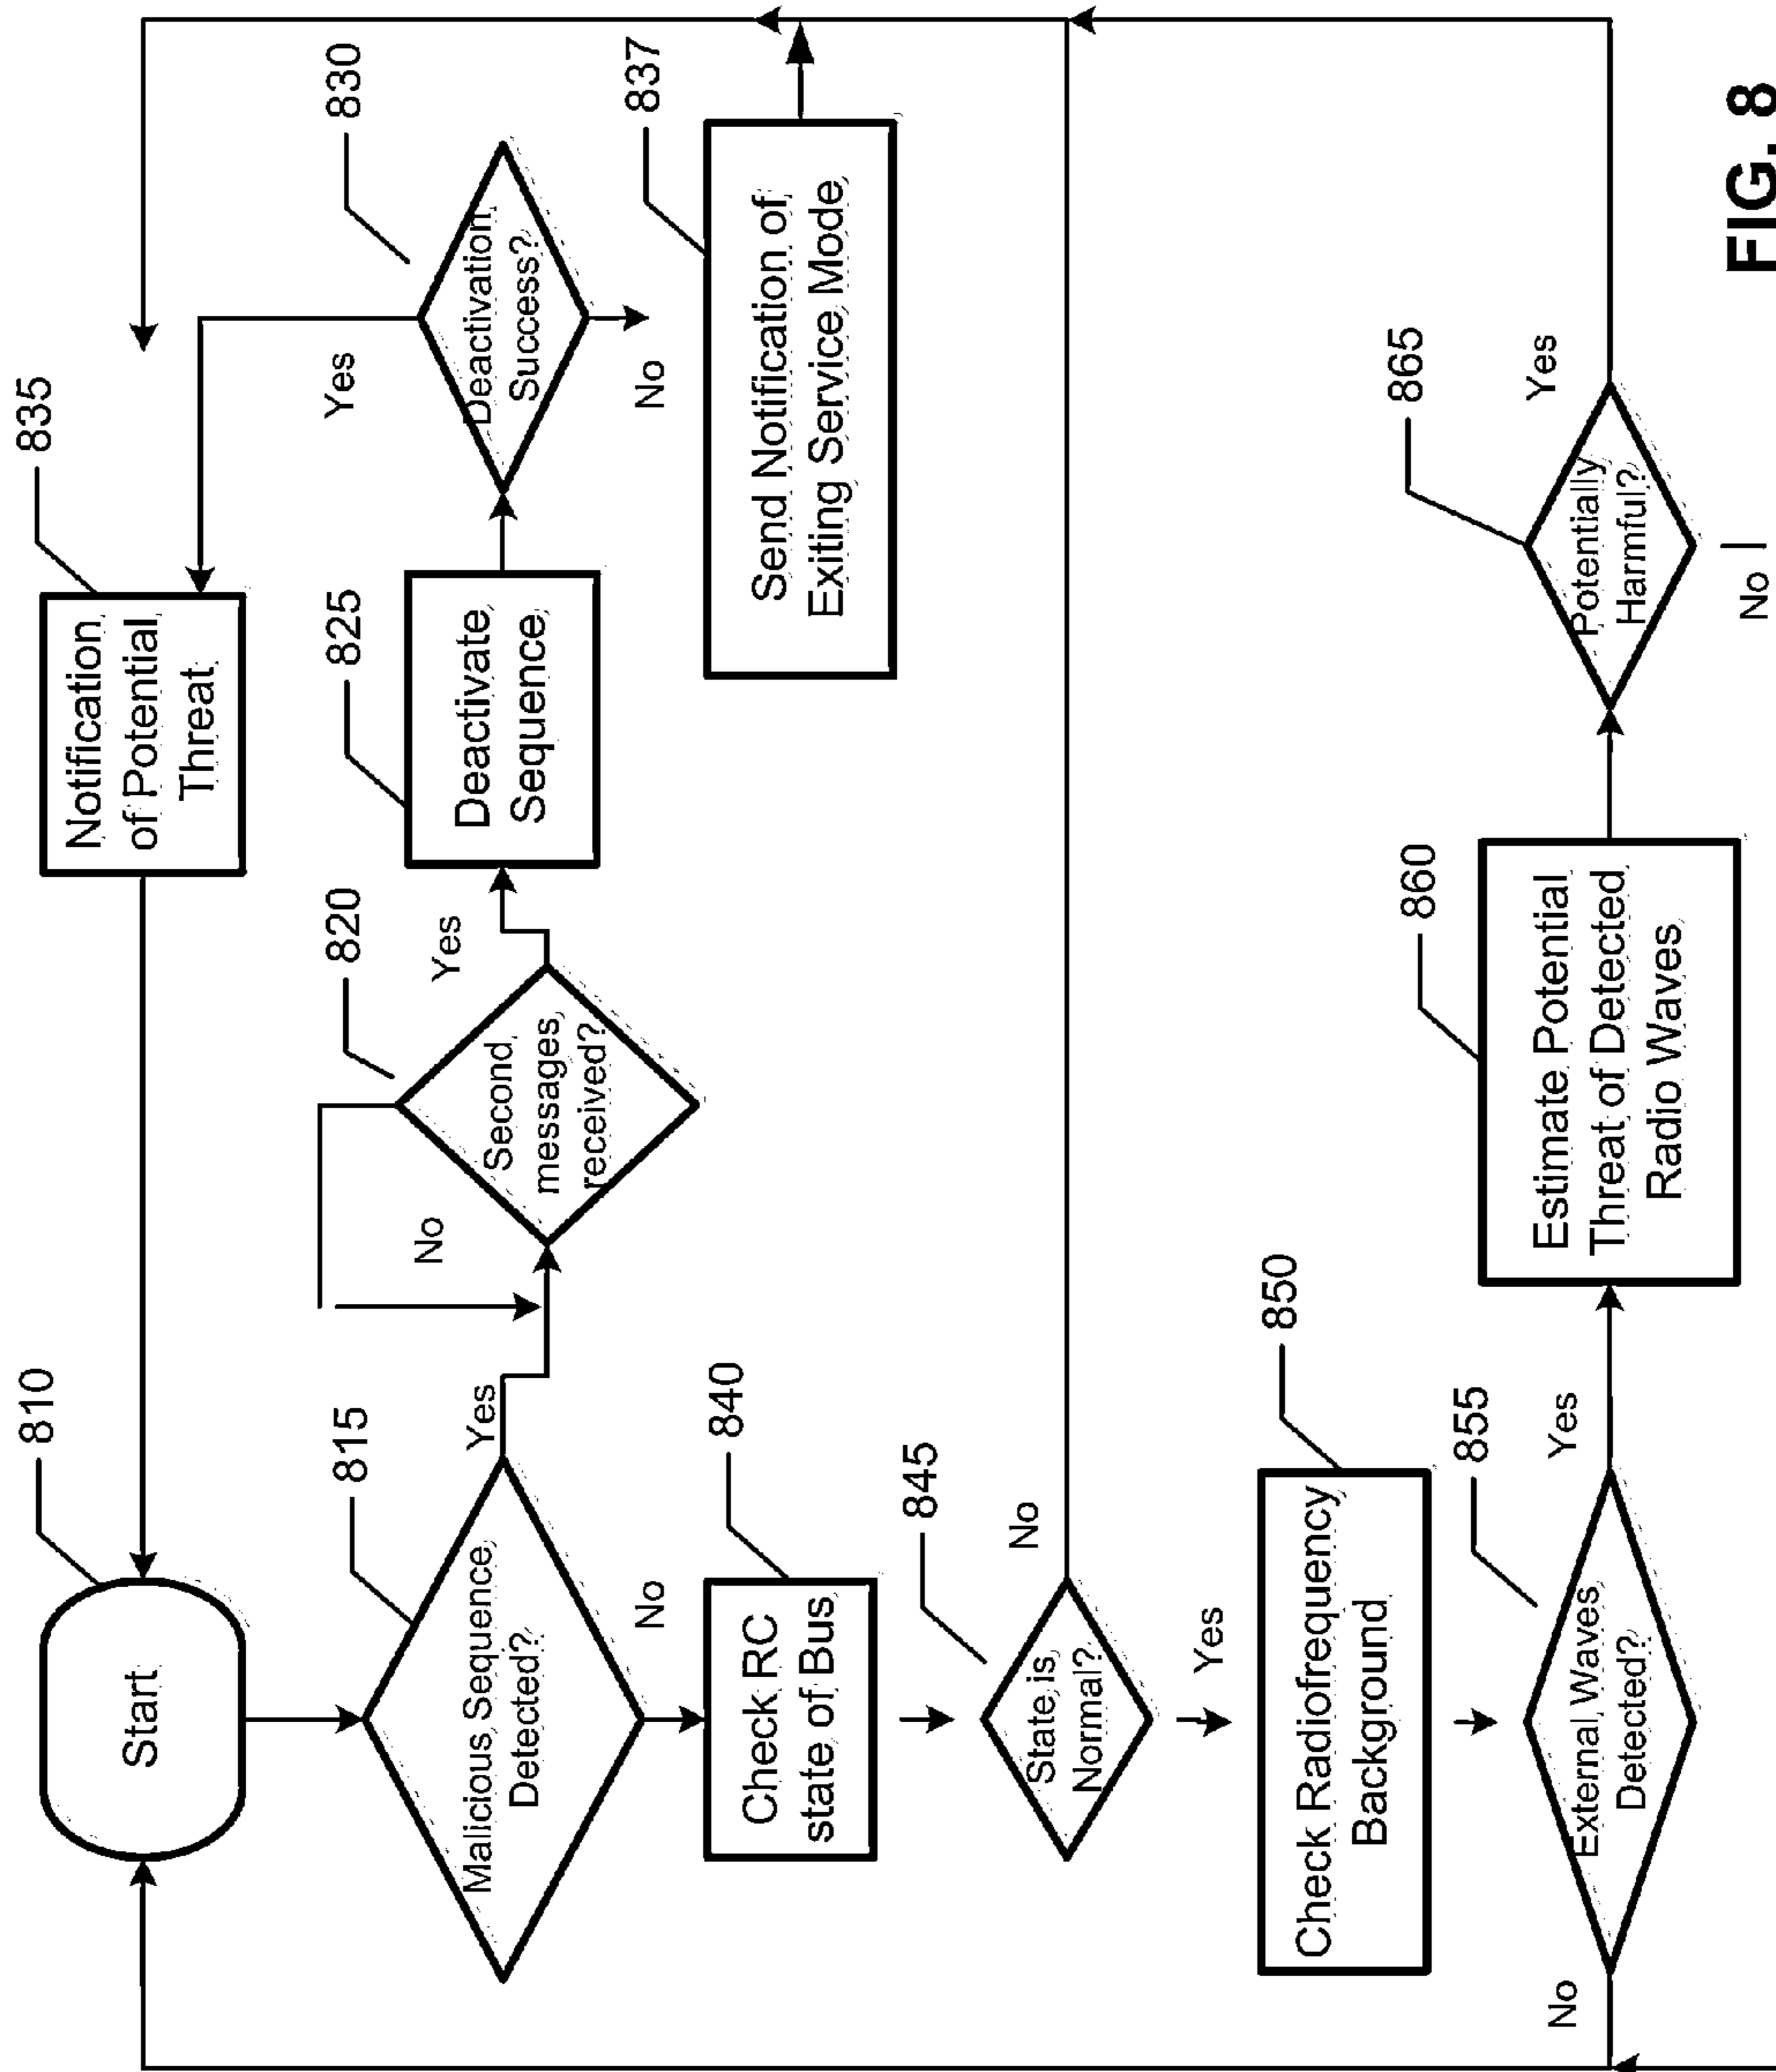 810
Start
835
Notification
of Potential
Threat
815
Malicious Sequence
Detected?
Yes
No
820
Second
messages
received?
No
Yes
825
Deactivate
Sequence
830
Deactivation
Success?
Yes
No
837
Send Notification of
Exiting Service Mode
840
Check RC
state of Bus
845
State is
Normal?
No
Yes
850
Check Radiofrequency
Background
855
External Waves
Detected?
No
Yes
860
Estimate Potential
Threat of Detected
Radio Waves
865
Potentially
Harmful?
Yes
No
FIG. 8